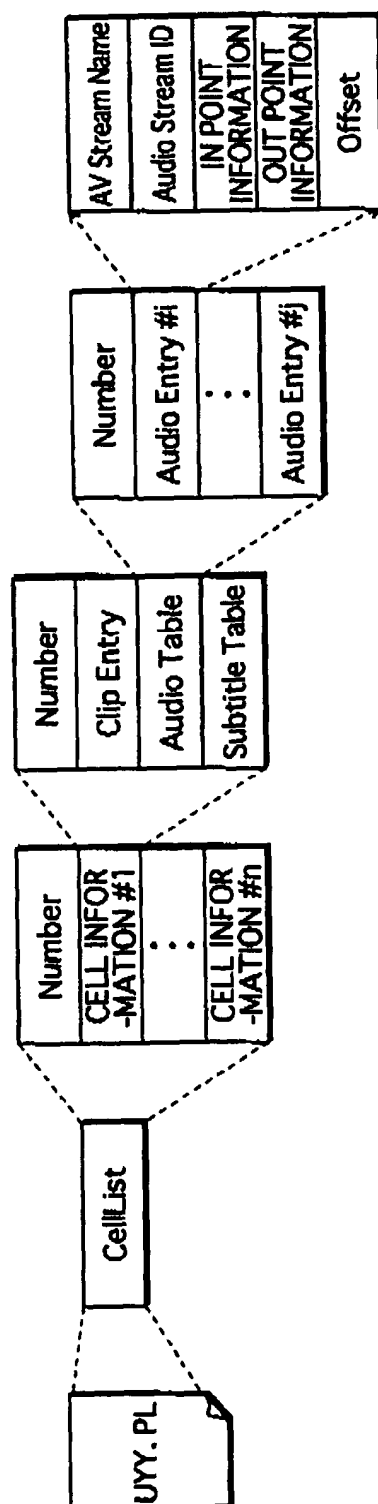 UYY. PL
CellList
Number
CELL INFOR
-MATION #1
...
CELL INFOR
-MATION #n
Number
Clip Entry
Audio Table
Subtitle Table
Number
Audio Entry #i
...
Audio Entry #j
AV Stream Name
Audio Stream ID
IN POINT
INFORMATION
OUT POINT
INFORMATION
Offset